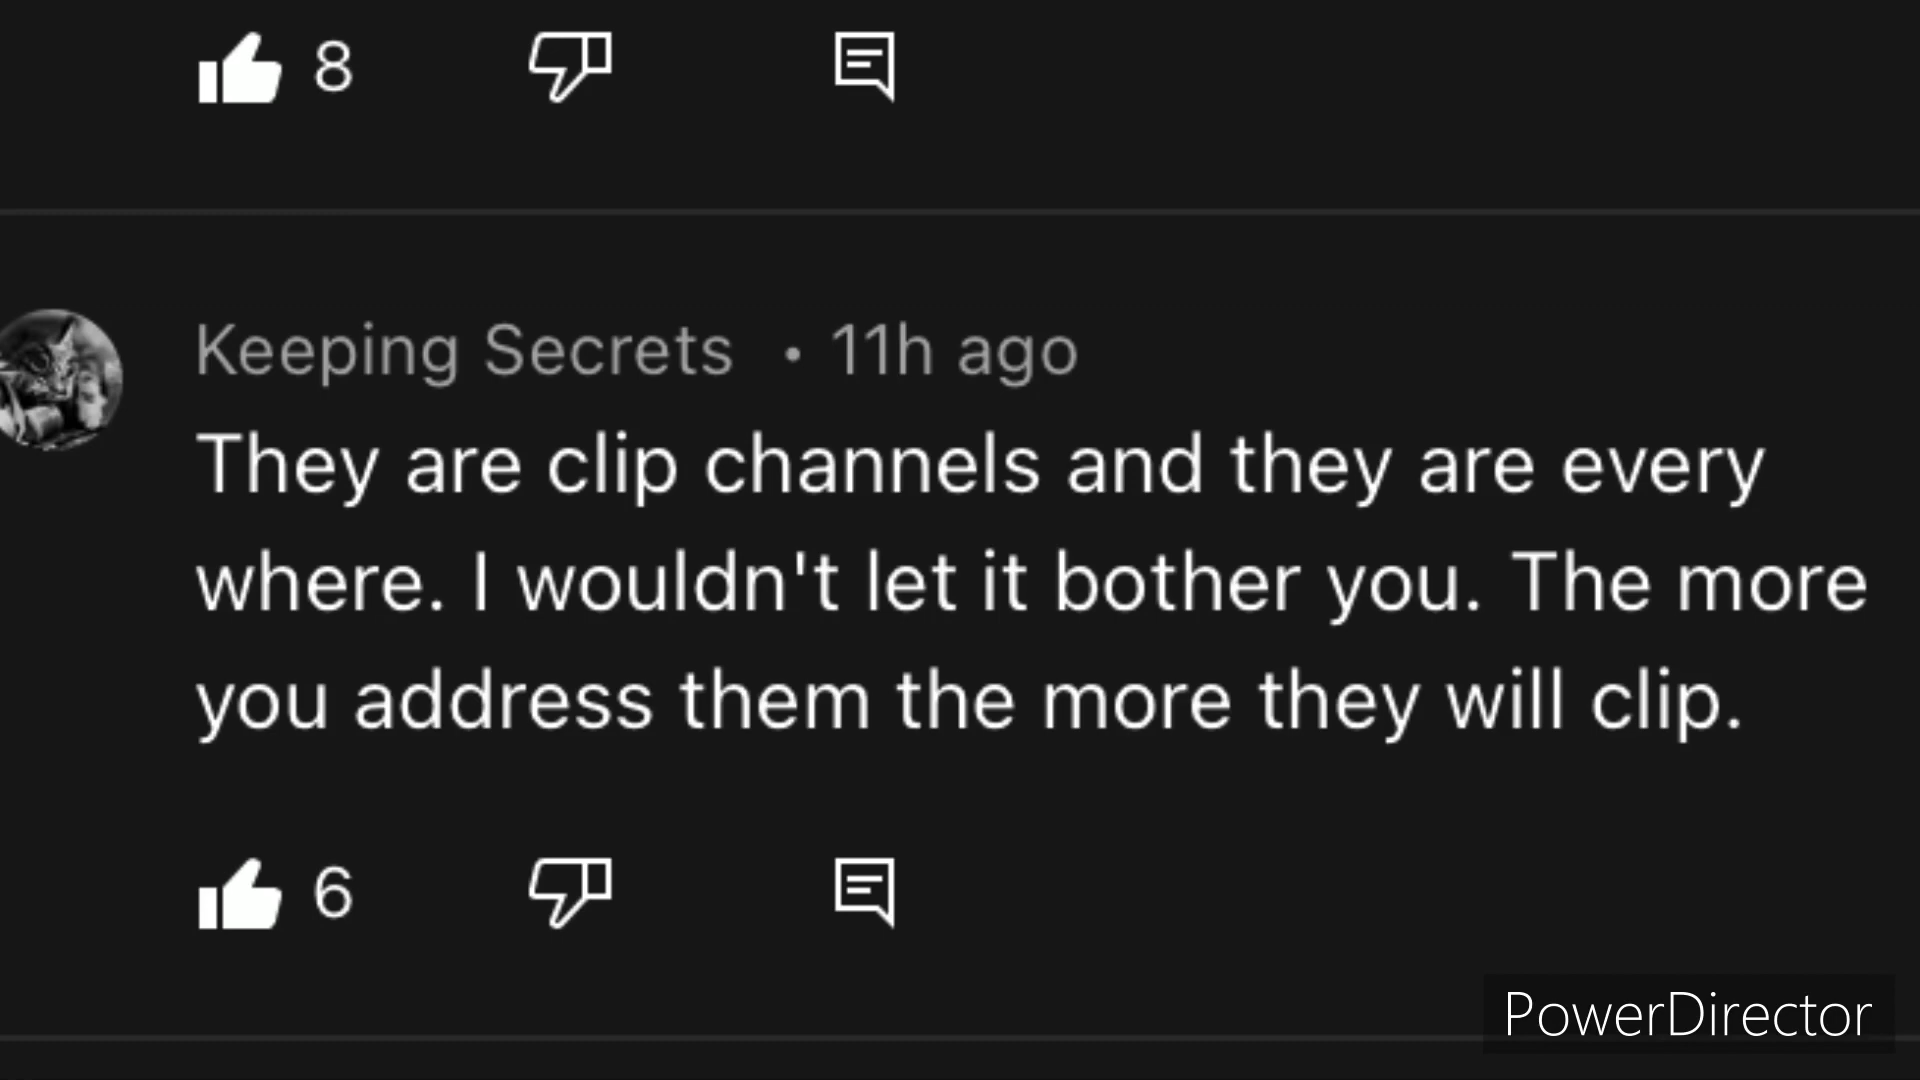 8
Keeping Secrets • 11h ago
They are clip channels and they are every
where. I wouldn't let it bother you. The more
you address them the more they will clip.
6
PowerDirector